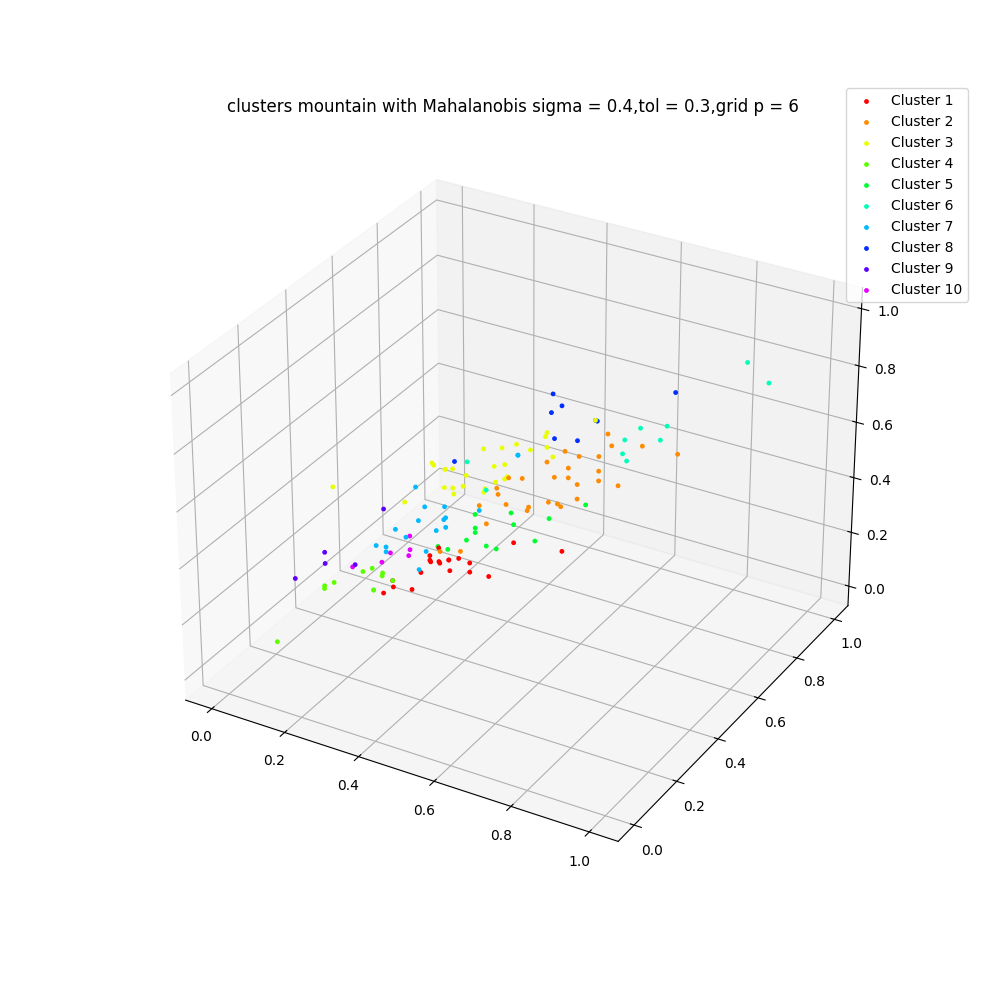 clusters mountain with Mahalanobis sigma = 0.4,tol = 0.3,grid p = 6
Cluster 1
Cluster 2
Cluster 3
Cluster 4
Cluster 5
Cluster 6
Cluster 7
Cluster 8
Cluster 9
Cluster 10
1.0
0.8
0.6
0.4
0.2
0.0
1.0
0.8
0.6
0.4
0.2
0.0
0.0
0.2
0.4
0.6
0.8
1.0